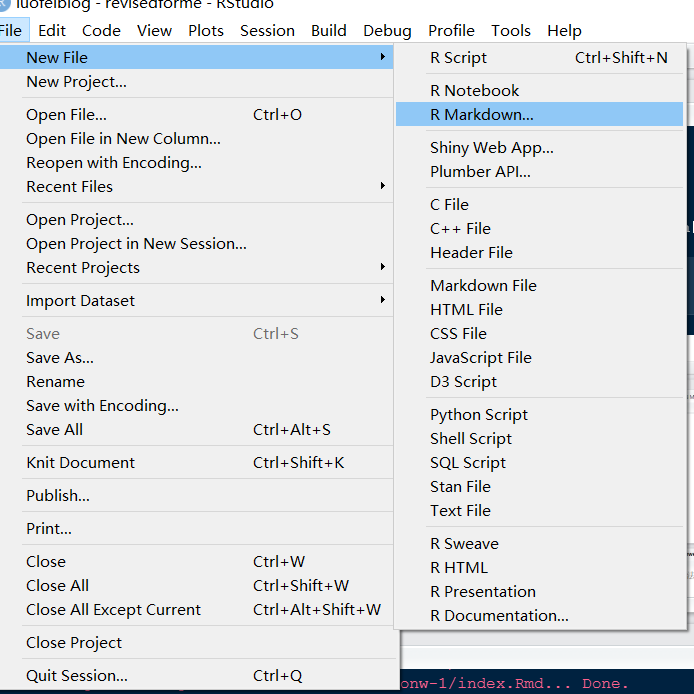 luofeiblog - revisedforme - RStudio
File Edit Code View Plots Session Build Debug Profile Tools Help
New File
New Project...
Open File... Ctrl+O
Open File in New Column...
Reopen with Encoding...
Recent Files
Open Project...
Open Project in New Session...
Recent Projects
Import Dataset
Save Ctrl+S
Save As...
Rename
Save with Encoding...
Save All Ctrl+Alt+S
Knit Document Ctrl+Shift+K
Publish...
Print...
Close Ctrl+W
Close All Ctrl+Shift+W
Close All Except Current Ctrl+Alt+Shift+W
Close Project
Quit Session... Ctrl+Q
R Script Ctrl+Shift+N
R Notebook
R Markdown...
Shiny Web App...
Plumber API...
C File
C++ File
Header File
Markdown File
HTML File
CSS File
JavaScript File
D3 Script
Python Script
Shell Script
SQL Script
Stan File
Text File
R Sweave
R HTML
R Presentation
R Documentation...
onw-1/index.Rmd... Done.